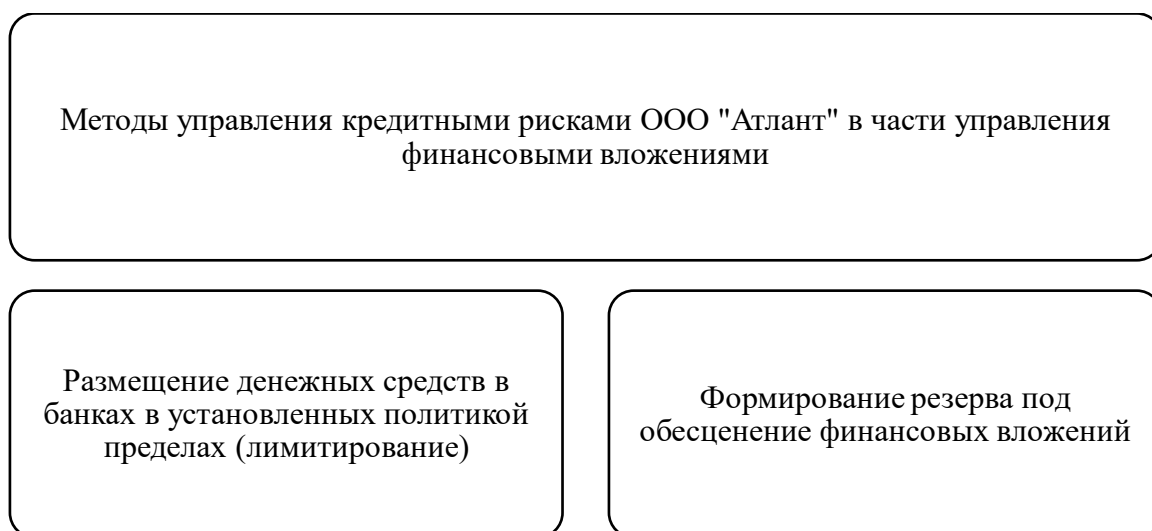 Методы управления кредитными рисками ООО "Атлант" в части управления
финансовыми вложениями
Размещение денежных средств в
банках в установленных политикой
пределах (лимитирование)
Формирование резерва под
обесценение финансовых вложений